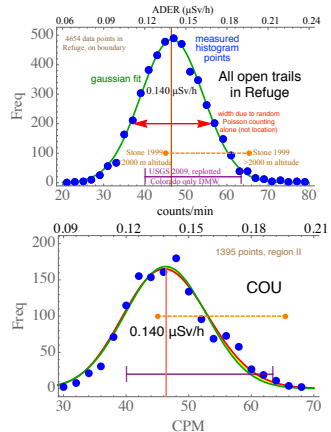 ADER (µSv/h)
0.06 0.09 0.12 0.15 0.18 0.21 0.24
500
400
300
200
100
0
Freq
4654 data points in
Refuge, on boundary
measured
histogram
points
gaussian fit
0.140 µSv/h
All open trails
in Refuge
width due to random
Poisson counting
alone (not location)
Stone 1999
<2000 m altitude
Stone 1999
>2000 m altitude
USGS 2009, replotted
Colorado only DMW
20 30 40 50 60 70 80
counts/min
0.09 0.12 0.15 0.18 0.21
200
150
100
50
0
Freq
1395 points, region II
COU
0.140 µSv/h
30 40 50 60 70
CPM